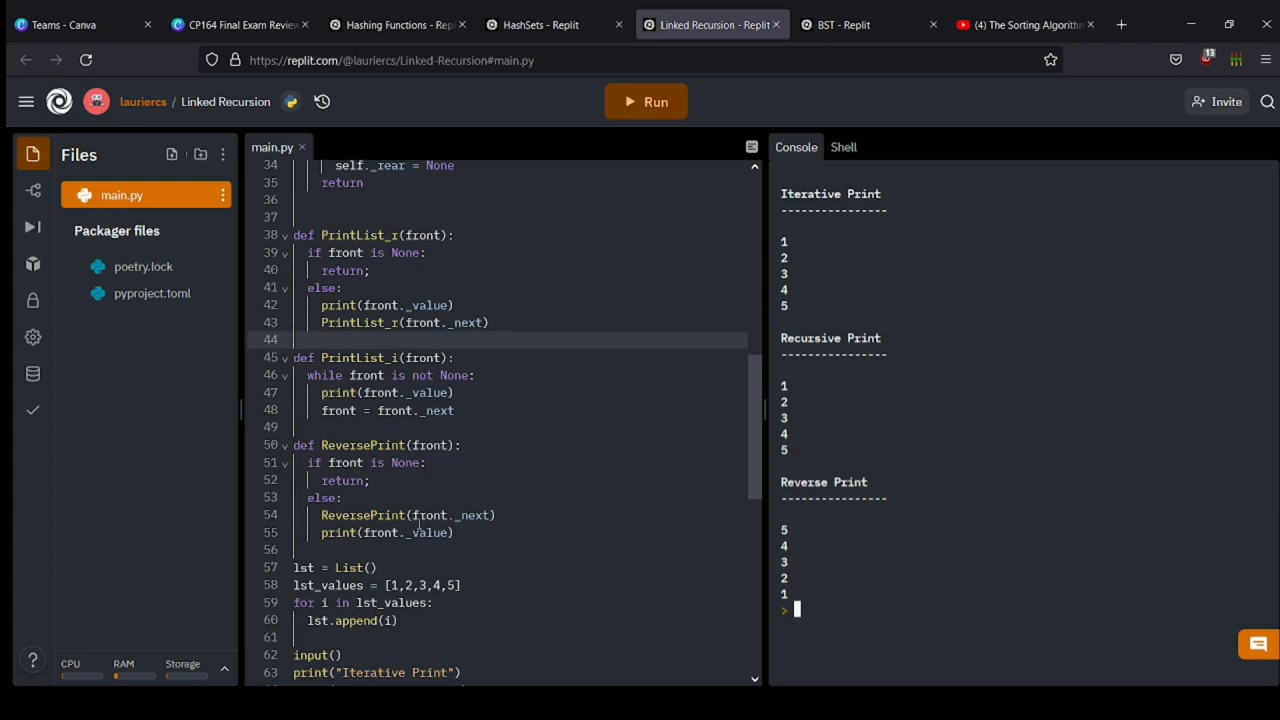 Teams - Canva
CP164 Final Exam Review
Hashing Functions - Repl
HashSets - Replit
Linked Recursion - Replit
BST - Replit
(4) The Sorting Algorithm
https://replit.com/@lauriercs/Linked-Recursion#main.py
13
lauriercs / Linked Recursion
Run
Invite
Files
main.py
Packager files
poetry.lock
pyproject.toml
CPU
RAM
Storage
?
main.py
34 self._rear = None
35 return
36
37
38 def PrintList_r(front):
39 if front is None:
40 return;
41 else:
42 print(front._value)
43 PrintList_r(front._next)
44
45 def PrintList_i(front):
46 while front is not None:
47 print(front._value)
48 front = front._next
49
50 def ReversePrint(front):
51 if front is None:
52 return;
53 else:
54 ReversePrint(front._next)
55 print(front._value)
56
57 lst = List()
58 lst_values = [1,2,3,4,5]
59 for i in lst_values:
60 lst.append(i)
61
62 input()
63 print("Iterative Print")
Console
Shell
Iterative Print
----------------
1
2
3
4
5
Recursive Print
----------------
1
2
3
4
5
Reverse Print
----------------
5
4
3
2
1
>